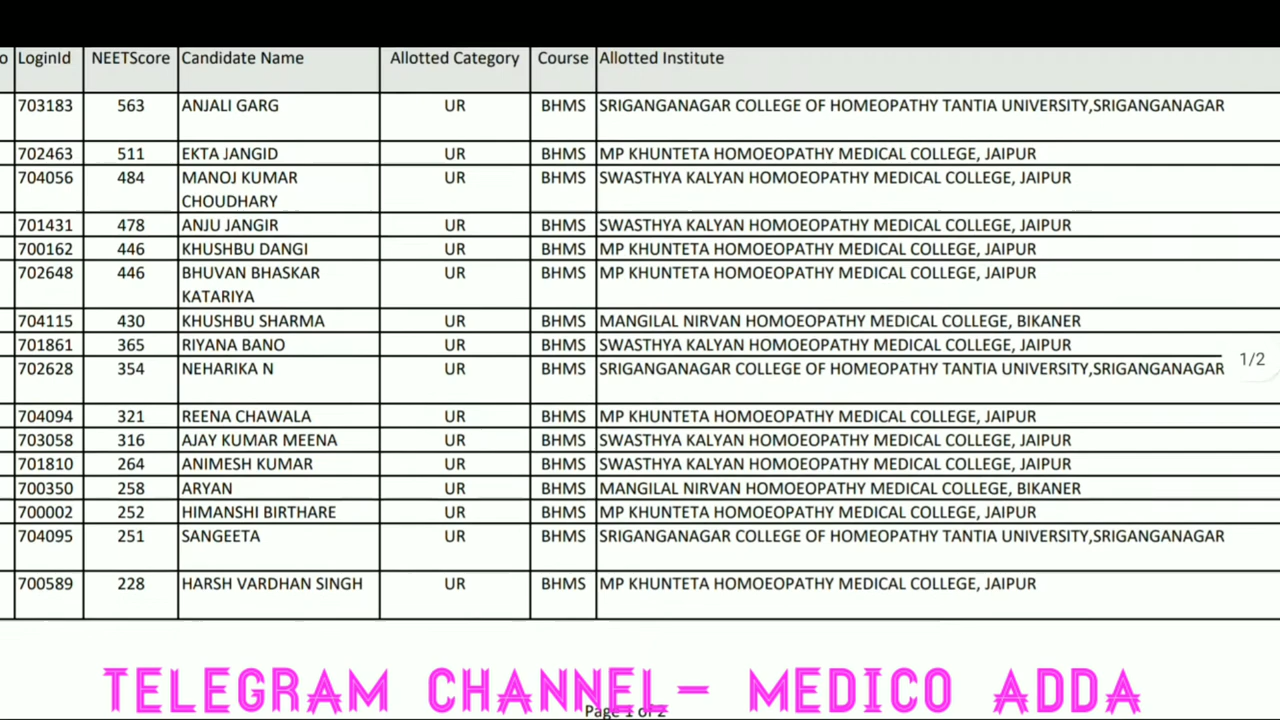 o LoginId NEETScore Candidate Name Allotted Category Course Allotted Institute
703183 563 ANJALI GARG UR BHMS SRIGANGANAGAR COLLEGE OF HOMEOPATHY TANTIA UNIVERSITY,SRIGANGANAGAR
702463 511 EKTA JANGID UR BHMS MP KHUNTETA HOMOEOPATHY MEDICAL COLLEGE, JAIPUR
704056 484 MANOJ KUMAR UR BHMS SWASTHYA KALYAN HOMOEOPATHY MEDICAL COLLEGE, JAIPUR
CHOUDHARY
701431 478 ANJU JANGIR UR BHMS SWASTHYA KALYAN HOMOEOPATHY MEDICAL COLLEGE, JAIPUR
700162 446 KHUSHBU DANGI UR BHMS MP KHUNTETA HOMOEOPATHY MEDICAL COLLEGE, JAIPUR
702648 446 BHUVAN BHASKAR UR BHMS MP KHUNTETA HOMOEOPATHY MEDICAL COLLEGE, JAIPUR
KATARIYA
704115 430 KHUSHBU SHARMA UR BHMS MANGILAL NIRVAN HOMOEOPATHY MEDICAL COLLEGE, BIKANER
701861 365 RIYANA BANO UR BHMS SWASTHYA KALYAN HOMOEOPATHY MEDICAL COLLEGE, JAIPUR
1/2
702628 354 NEHARIKA N UR BHMS SRIGANGANAGAR COLLEGE OF HOMEOPATHY TANTIA UNIVERSITY,SRIGANGANAGAR
704094 321 REENA CHAWALA UR BHMS MP KHUNTETA HOMOEOPATHY MEDICAL COLLEGE, JAIPUR
703058 316 AJAY KUMAR MEENA UR BHMS SWASTHYA KALYAN HOMOEOPATHY MEDICAL COLLEGE, JAIPUR
701810 264 ANIMESH KUMAR UR BHMS SWASTHYA KALYAN HOMOEOPATHY MEDICAL COLLEGE, JAIPUR
700350 258 ARYAN UR BHMS MANGILAL NIRVAN HOMOEOPATHY MEDICAL COLLEGE, BIKANER
700002 252 HIMANSHI BIRTHARE UR BHMS MP KHUNTETA HOMOEOPATHY MEDICAL COLLEGE, JAIPUR
704095 251 SANGEETA UR BHMS SRIGANGANAGAR COLLEGE OF HOMEOPATHY TANTIA UNIVERSITY,SRIGANGANAGAR
700589 228 HARSH VARDHAN SINGH UR BHMS MP KHUNTETA HOMOEOPATHY MEDICAL COLLEGE, JAIPUR
TELEGRAM CHANNEL- MEDICO ADDA
Page 1 of 2